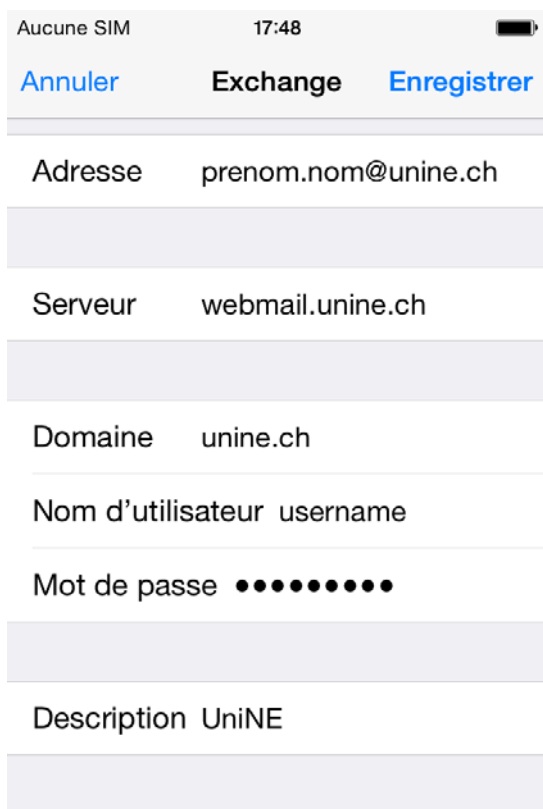 Aucune SIM 17:48
Annuler Exchange Enregistrer
Adresse prenom.nom@unine.ch
Serveur webmail.unine.ch
Domaine unine.ch
Nom d’utilisateur username
Mot de passe •••••••••
Description UniNE